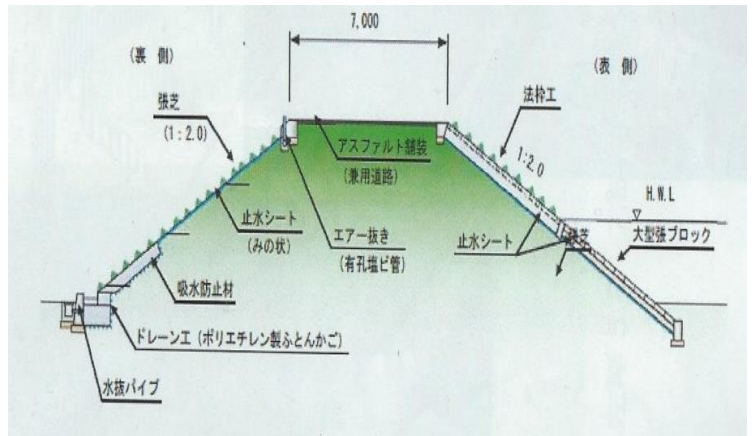 7,000
(裏 側)
(表 側)
張芝
(1:2.0)
法枠工
1:2.0
アスファルト舗装
(兼用道路)
H.W.L
止水シート
(みの状)
エアー抜き
(有孔塩ビ管)
止水シート
張芝
大型張ブロック
吸水防止材
ドレーン工(ポリエチレン製ふとんかご)
水抜パイプ